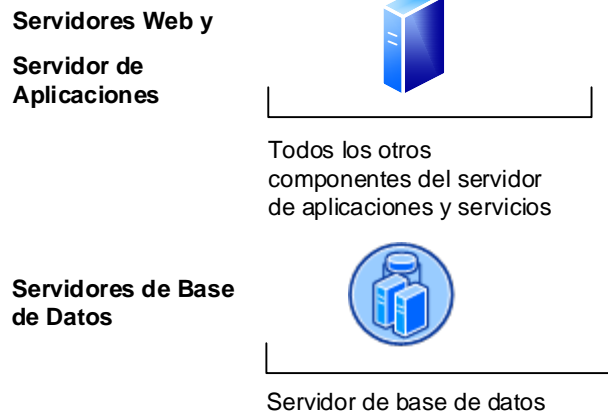 Servidores Web y
Servidor de
Aplicaciones
Todos los otros
componentes del servidor
de aplicaciones y servicios
Servidores de Base
de Datos
Servidor de base de datos